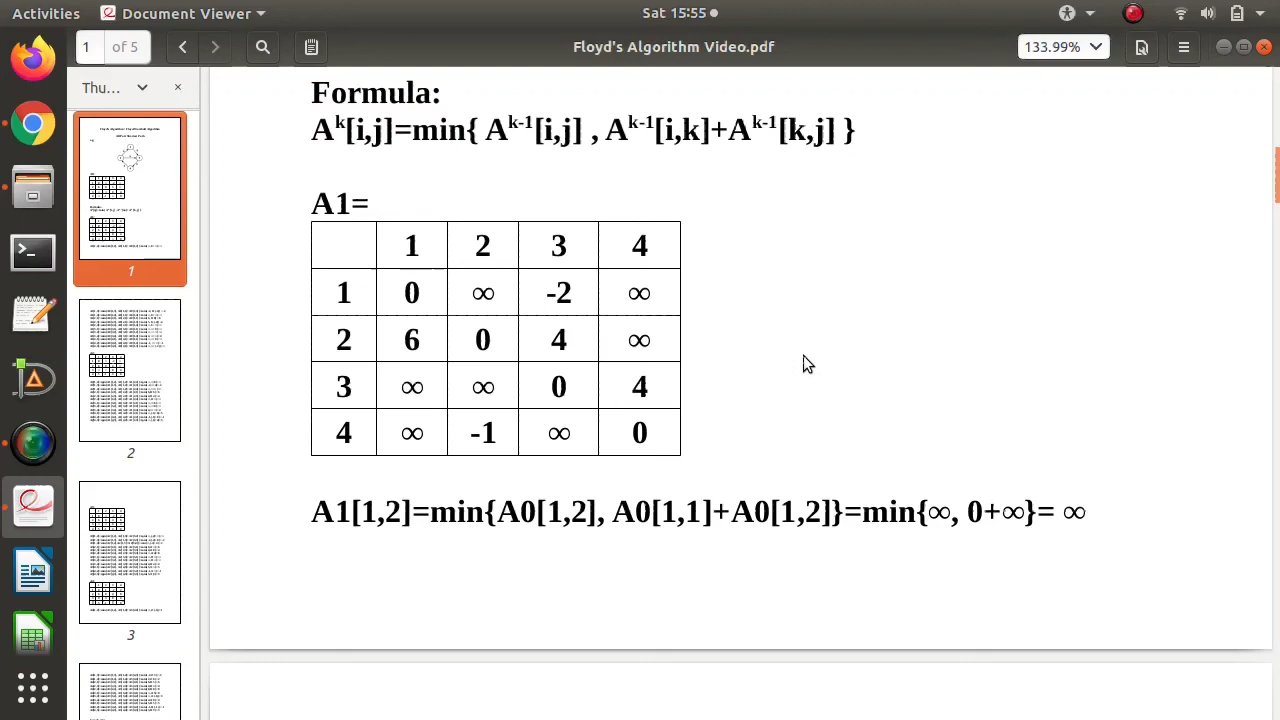 Activities Document Viewer Sat 15:55
1 of 5 Floyd's Algorithm Video.pdf 133.99%
Thu...
1
2
3
Formula:
Aᵏ[i,j]=min{ Aᵏ⁻¹[i,j] , Aᵏ⁻¹[i,k]+Aᵏ⁻¹[k,j] }
A1=
1 2 3 4
1 0 ∞ -2 ∞
2 6 0 4 ∞
3 ∞ ∞ 0 4
4 ∞ -1 ∞ 0
A1[1,2]=min{A0[1,2], A0[1,1]+A0[1,2]}=min{∞, 0+∞}= ∞